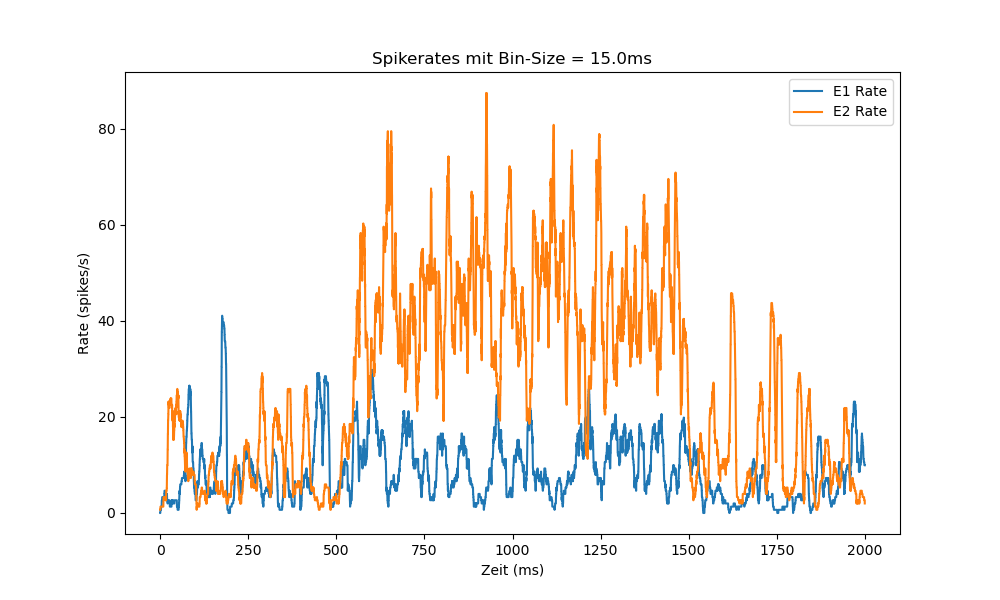 Spikerates mit Bin-Size = 15.0ms
E1 Rate
E2 Rate
80
60
40
20
0
Rate (spikes/s)
0 250 500 750 1000 1250 1500 1750 2000
Zeit (ms)